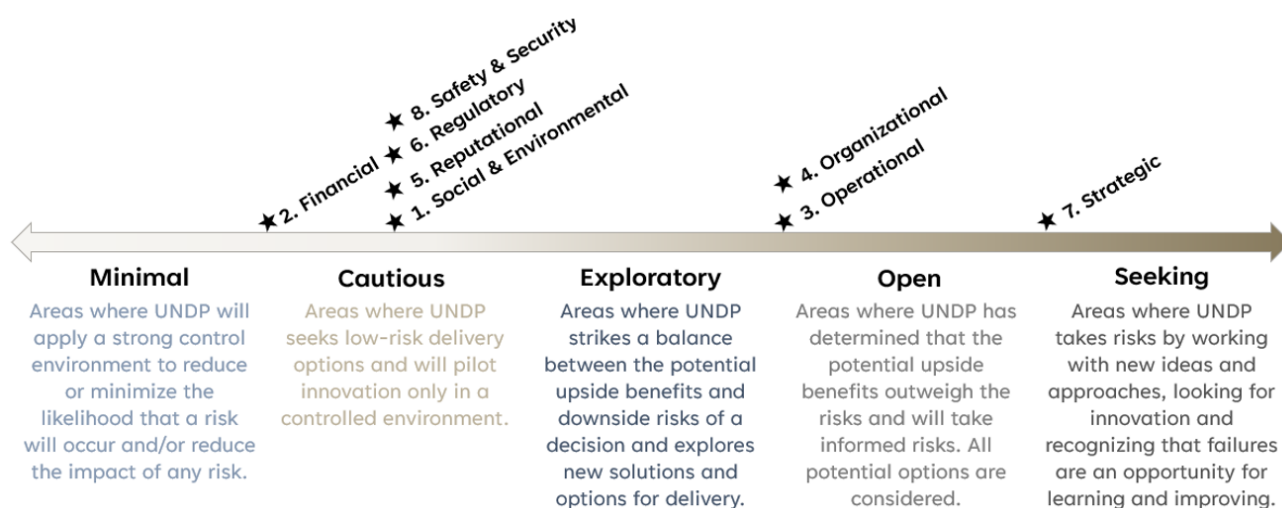 8. Safety & Security
6. Regulatory
5. Reputational
1. Social & Environmental
2. Financial
4. Organizational
3. Operational
7. Strategic
Minimal
Areas where UNDP will
apply a strong control
environment to reduce
or minimize the
likelihood that a risk
will occur and/or reduce
the impact of any risk.
Cautious
Areas where UNDP
seeks low-risk delivery
options and will pilot
innovation only in a
controlled environment.
Exploratory
Areas where UNDP
strikes a balance
between the potential
upside benefits and
downside risks of a
decision and explores
new solutions and
options for delivery.
Open
Areas where UNDP has
determined that the
potential upside
benefits outweigh the
risks and will take
informed risks. All
potential options are
considered.
Seeking
Areas where UNDP
takes risks by working
with new ideas and
approaches, looking for
innovation and
recognizing that failures
are an opportunity for
learning and improving.